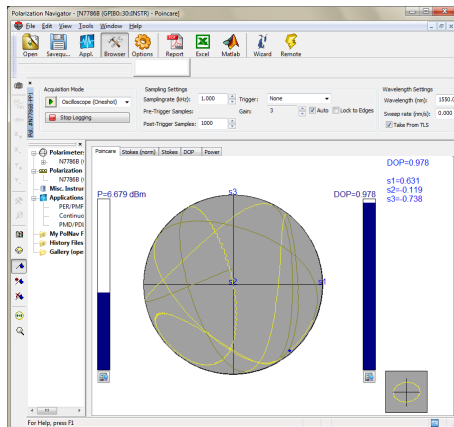 Polarization Navigator - [N7786B (GPIB0::30::INSTR) - Poincare]
File Edit View Tools Window Help
Open Savequ... Appl. Browser Options Report Excel Matlab Wizard Remote
Acquisition Mode Sampling Settings Wavelength Settings
Oscilloscope (Oneshot) Samplingrate (kHz): 1.000 Trigger: None Wavelength (nm): 1550.0
Pre-Trigger Samples: Gain: 3 Auto Lock to Edges Sweep rate (nm/s): 0.000
Stop Logging Post-Trigger Samples: 1000 Take From TLS
Poincare Stokes (norm) Stokes DOP Power
Polarimeter:
N7786B (
Polarization
N7786B (
Misc. Instrur
Applications
PER/PMF
Continuo
PMD/PDL
My PolNav F
History Files
Gallery (ope
DOP=0.978
s1=0.631
s2=-0.119
s3=-0.738
P=6.679 dBm
s3
DOP=0.978
s2
s1
For Help, press F1